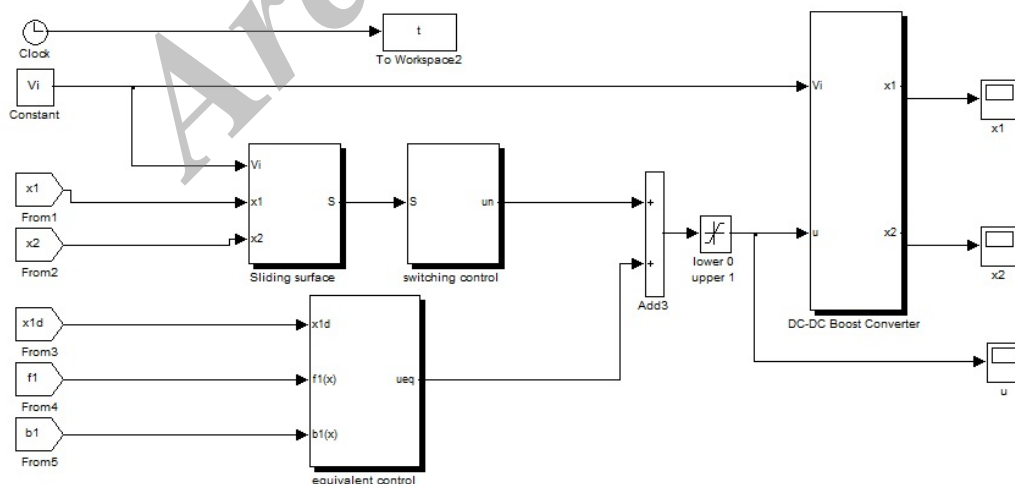 Clock
t
To Workspace2
Vi
Constant
Vi
x1
x2
S
Sliding surface
S
un
switching control
x1
From1
x2
From2
+
+
Add3
lower 0
upper 1
Vi
u
x1
x2
DC-DC Boost Converter
x1
x2
u
x1d
From3
f1
From4
b1
From5
x1d
f1(x)
b1(x)
ueq
equivalent control